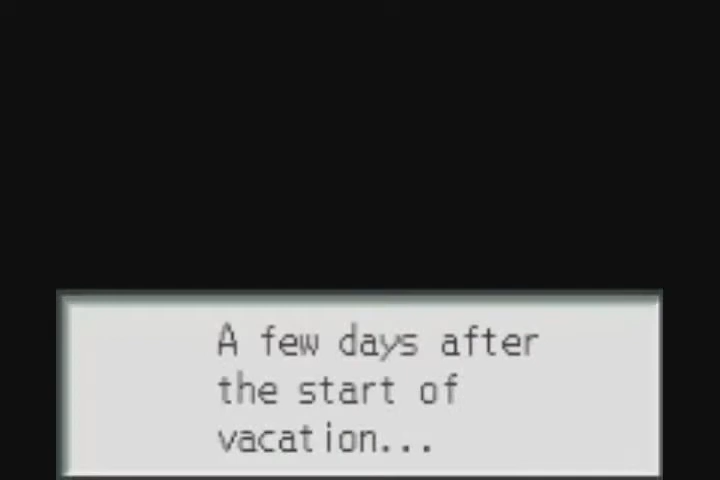 A few days after
the start of
vacation...